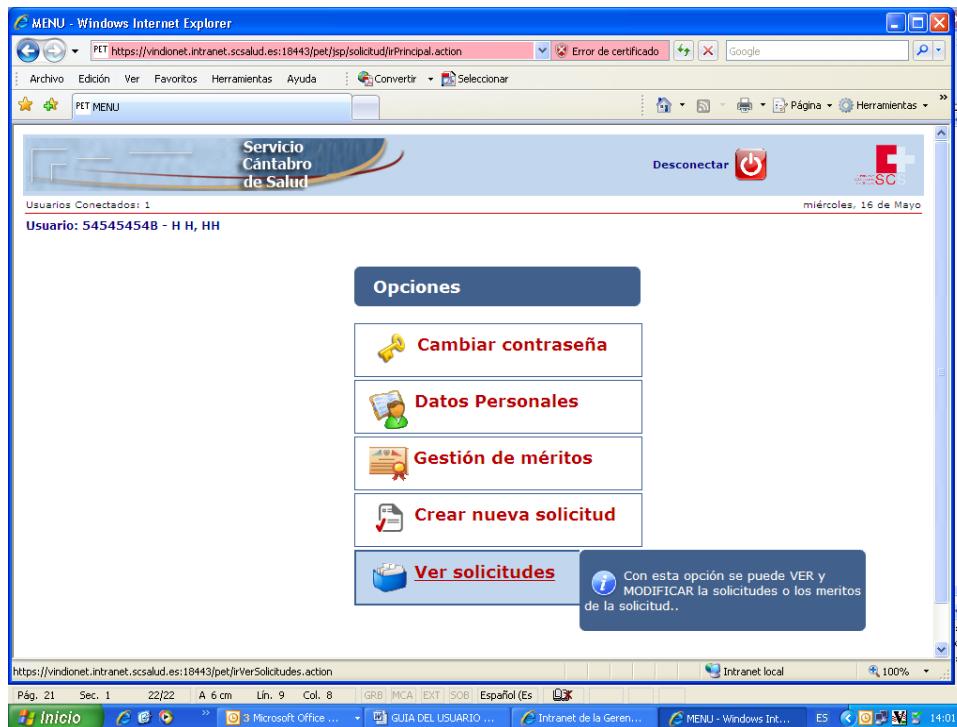 MENU - Windows Internet Explorer
PET https://vindionet.intranet.scsalud.es:18443/pet/jsp/solicitud/irPrincipal.action Error de certificado Google
Archivo Edición Ver Favoritos Herramientas Ayuda Convertir Seleccionar
PET MENU Página Herramientas »
Servicio
Cántabro
de Salud
Desconectar
SCS
Usuarios Conectados: 1 miércoles, 16 de Mayo
Usuario: 54545454B - H H, HH
Opciones
Cambiar contraseña
Datos Personales
Gestión de méritos
Crear nueva solicitud
Ver solicitudes
Con esta opción se puede VER y
MODIFICAR la solicitudes o los meritos
de la solicitud..
https://vindionet.intranet.scsalud.es:18443/pet/irVerSolicitudes.action Intranet local 100%
Pág. 21 Sec. 1 22/22 A 6 cm Lín. 9 Col. 8 GRB MCA EXT SOB Español (Es
Inicio » 3 Microsoft Office ... GUIA DEL USUARIO ... Intranet de la Geren... MENU - Windows Int... ES 14:01